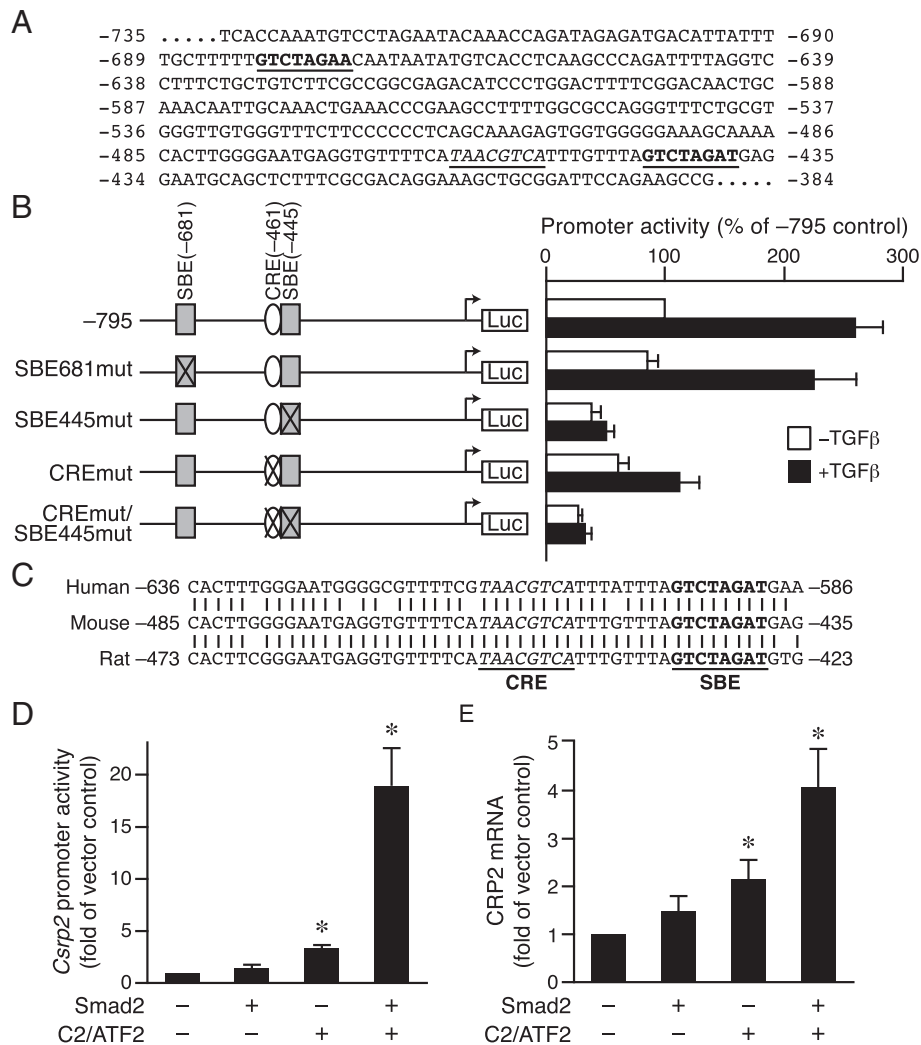 A
-735 .....TCACCAAATGTCCTAGAATACAAACCAGATAGAGATGACATTATTT -690
-689 TGCTTTTTGTCTAGAACAATAATATGTCACCTCAAGCCCAGATTTTAGGTC -639
-638 CTTTCTGCTGTCTTCGCCGGCGAGACATCCCTGGACTTTTCGGACAACTGC -588
-587 AAACAATTGCAAACTGAAACCCGAAGCCTTTTGGCGCCAGGGTTTCTGCGT -537
-536 GGGTTGTGGGTTTCTTCCCCCCTCAGCAAAGAGTGGTGGGGGAAAGCAAAA -486
-485 CACTTGGGGAATGAGGTGTTTTCATAACGTCATTTGTTTAGTCTAGATGAG -435
-434 GAATGCAGCTCTTTCGCGACAGGAAAGCTGCGGATTCCAGAAGCCG..... -384
B
SBE(–681)
CRE(–461)
SBE(–445)
Promoter activity (% of –795 control)
0 100 200 300
–795 Luc
SBE681mut Luc
SBE445mut Luc
CREmut Luc
CREmut/
SBE445mut Luc
–TGFβ
+TGFβ
C
Human –636 CACTTTGGGAATGGGGCGTTTTCGTAACGTCATTTATTTAGTCTAGATGAA –586
Mouse –485 CACTTGGGGAATGAGGTGTTTTCATAACGTCATTTGTTTAGTCTAGATGAG –435
Rat –473 CACTTCGGGAATGAGGTGTTTTCATAACGTCATTTGTTTAGTCTAGATGTG –423
CRE SBE
D
Csrp2 promoter activity
(fold of vector control)
20
15
10
5
0
*
*
Smad2 – + – +
C2/ATF2 – – + +
E
CRP2 mRNA
(fold of vector control)
5
4
3
2
1
0
*
*
Smad2 – + – +
C2/ATF2 – – + +